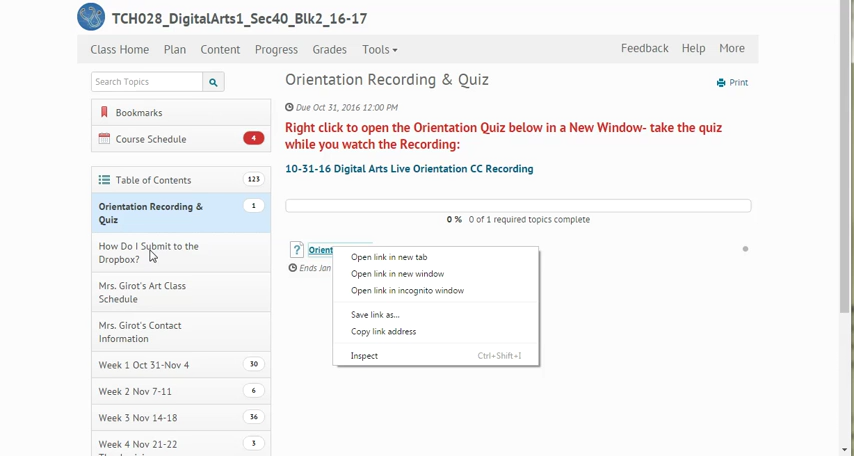 TCH028_DigitalArts1_Sec40_Blk2_16-17
Class Home Plan Content Progress Grades Tools Feedback Help More
Search Topics
Bookmarks
Course Schedule 4
Table of Contents 123
Orientation Recording &
Quiz
1
How Do I Submit to the
Dropbox?
Mrs. Girot's Art Class
Schedule
Mrs. Girot's Contact
Information
Week 1 Oct 31-Nov 4 30
Week 2 Nov 7-11 6
Week 3 Nov 14-18 36
Week 4 Nov 21-22 3
Orientation Recording & Quiz
Print
Due Oct 31, 2016 12:00 PM
Right click to open the Orientation Quiz below in a New Window- take the quiz
while you watch the Recording:
10-31-16 Digital Arts Live Orientation CC Recording
0 % 0 of 1 required topics complete
? Orient
Ends Jan
Open link in new tab
Open link in new window
Open link in incognito window
Save link as...
Copy link address
Inspect Ctrl+Shift+I